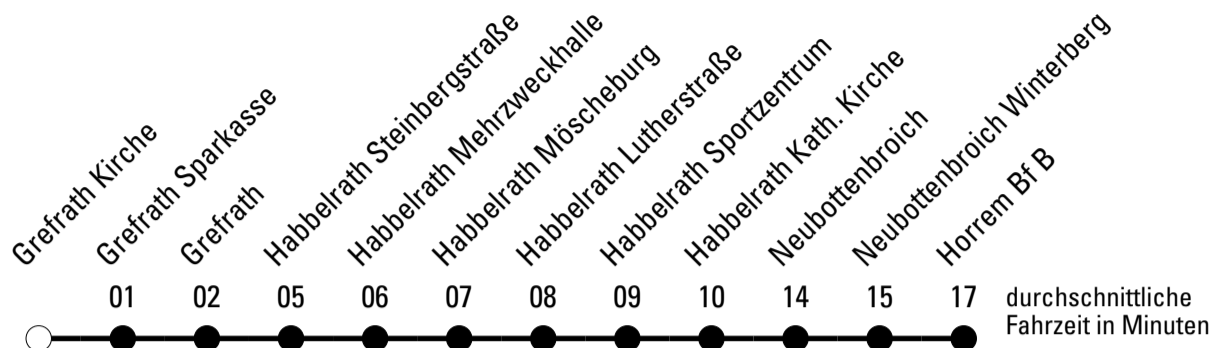 Grefrath Kirche
Grefrath Sparkasse
Grefrath
Habbelrath Steinbergstraße
Habbelrath Mehrzweckhalle
Habbelrath Möscheburg
Habbelrath Lutherstraße
Habbelrath Sportzentrum
Habbelrath Kath. Kirche
Neubottenbroich
Neubottenbroich Winterberg
Horrem Bf B
01 02 05 06 07 08 09 10 14 15 17
durchschnittliche
Fahrzeit in Minuten